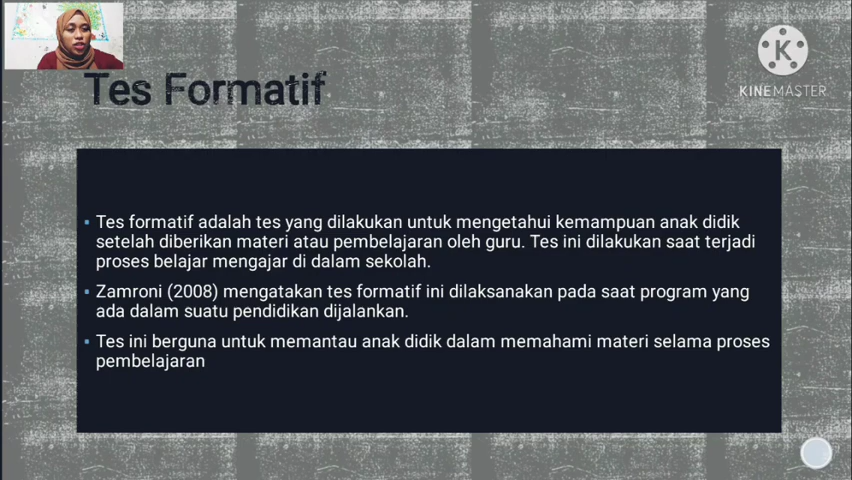 KINEMASTER
Tes Formatif
▪ Tes formatif adalah tes yang dilakukan untuk mengetahui kemampuan anak didik
setelah diberikan materi atau pembelajaran oleh guru. Tes ini dilakukan saat terjadi
proses belajar mengajar di dalam sekolah.
▪ Zamroni (2008) mengatakan tes formatif ini dilaksanakan pada saat program yang
ada dalam suatu pendidikan dijalankan.
▪ Tes ini berguna untuk memantau anak didik dalam memahami materi selama proses
pembelajaran